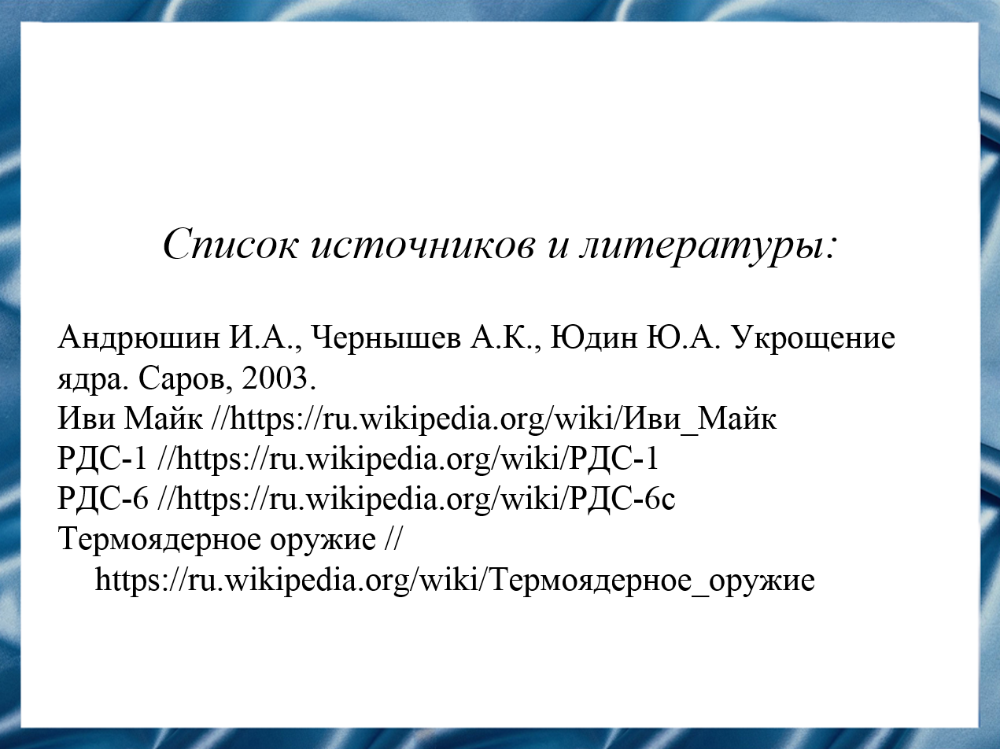 Список источников и литературы:
Андрюшин И.А., Чернышев А.К., Юдин Ю.А. Укрощение
ядра. Саров, 2003.
Иви Майк //https://ru.wikipedia.org/wiki/Иви_Майк
РДС-1 //https://ru.wikipedia.org/wiki/РДС-1
РДС-6 //https://ru.wikipedia.org/wiki/РДС-6с
Термоядерное оружие //
https://ru.wikipedia.org/wiki/Термоядерное_оружие